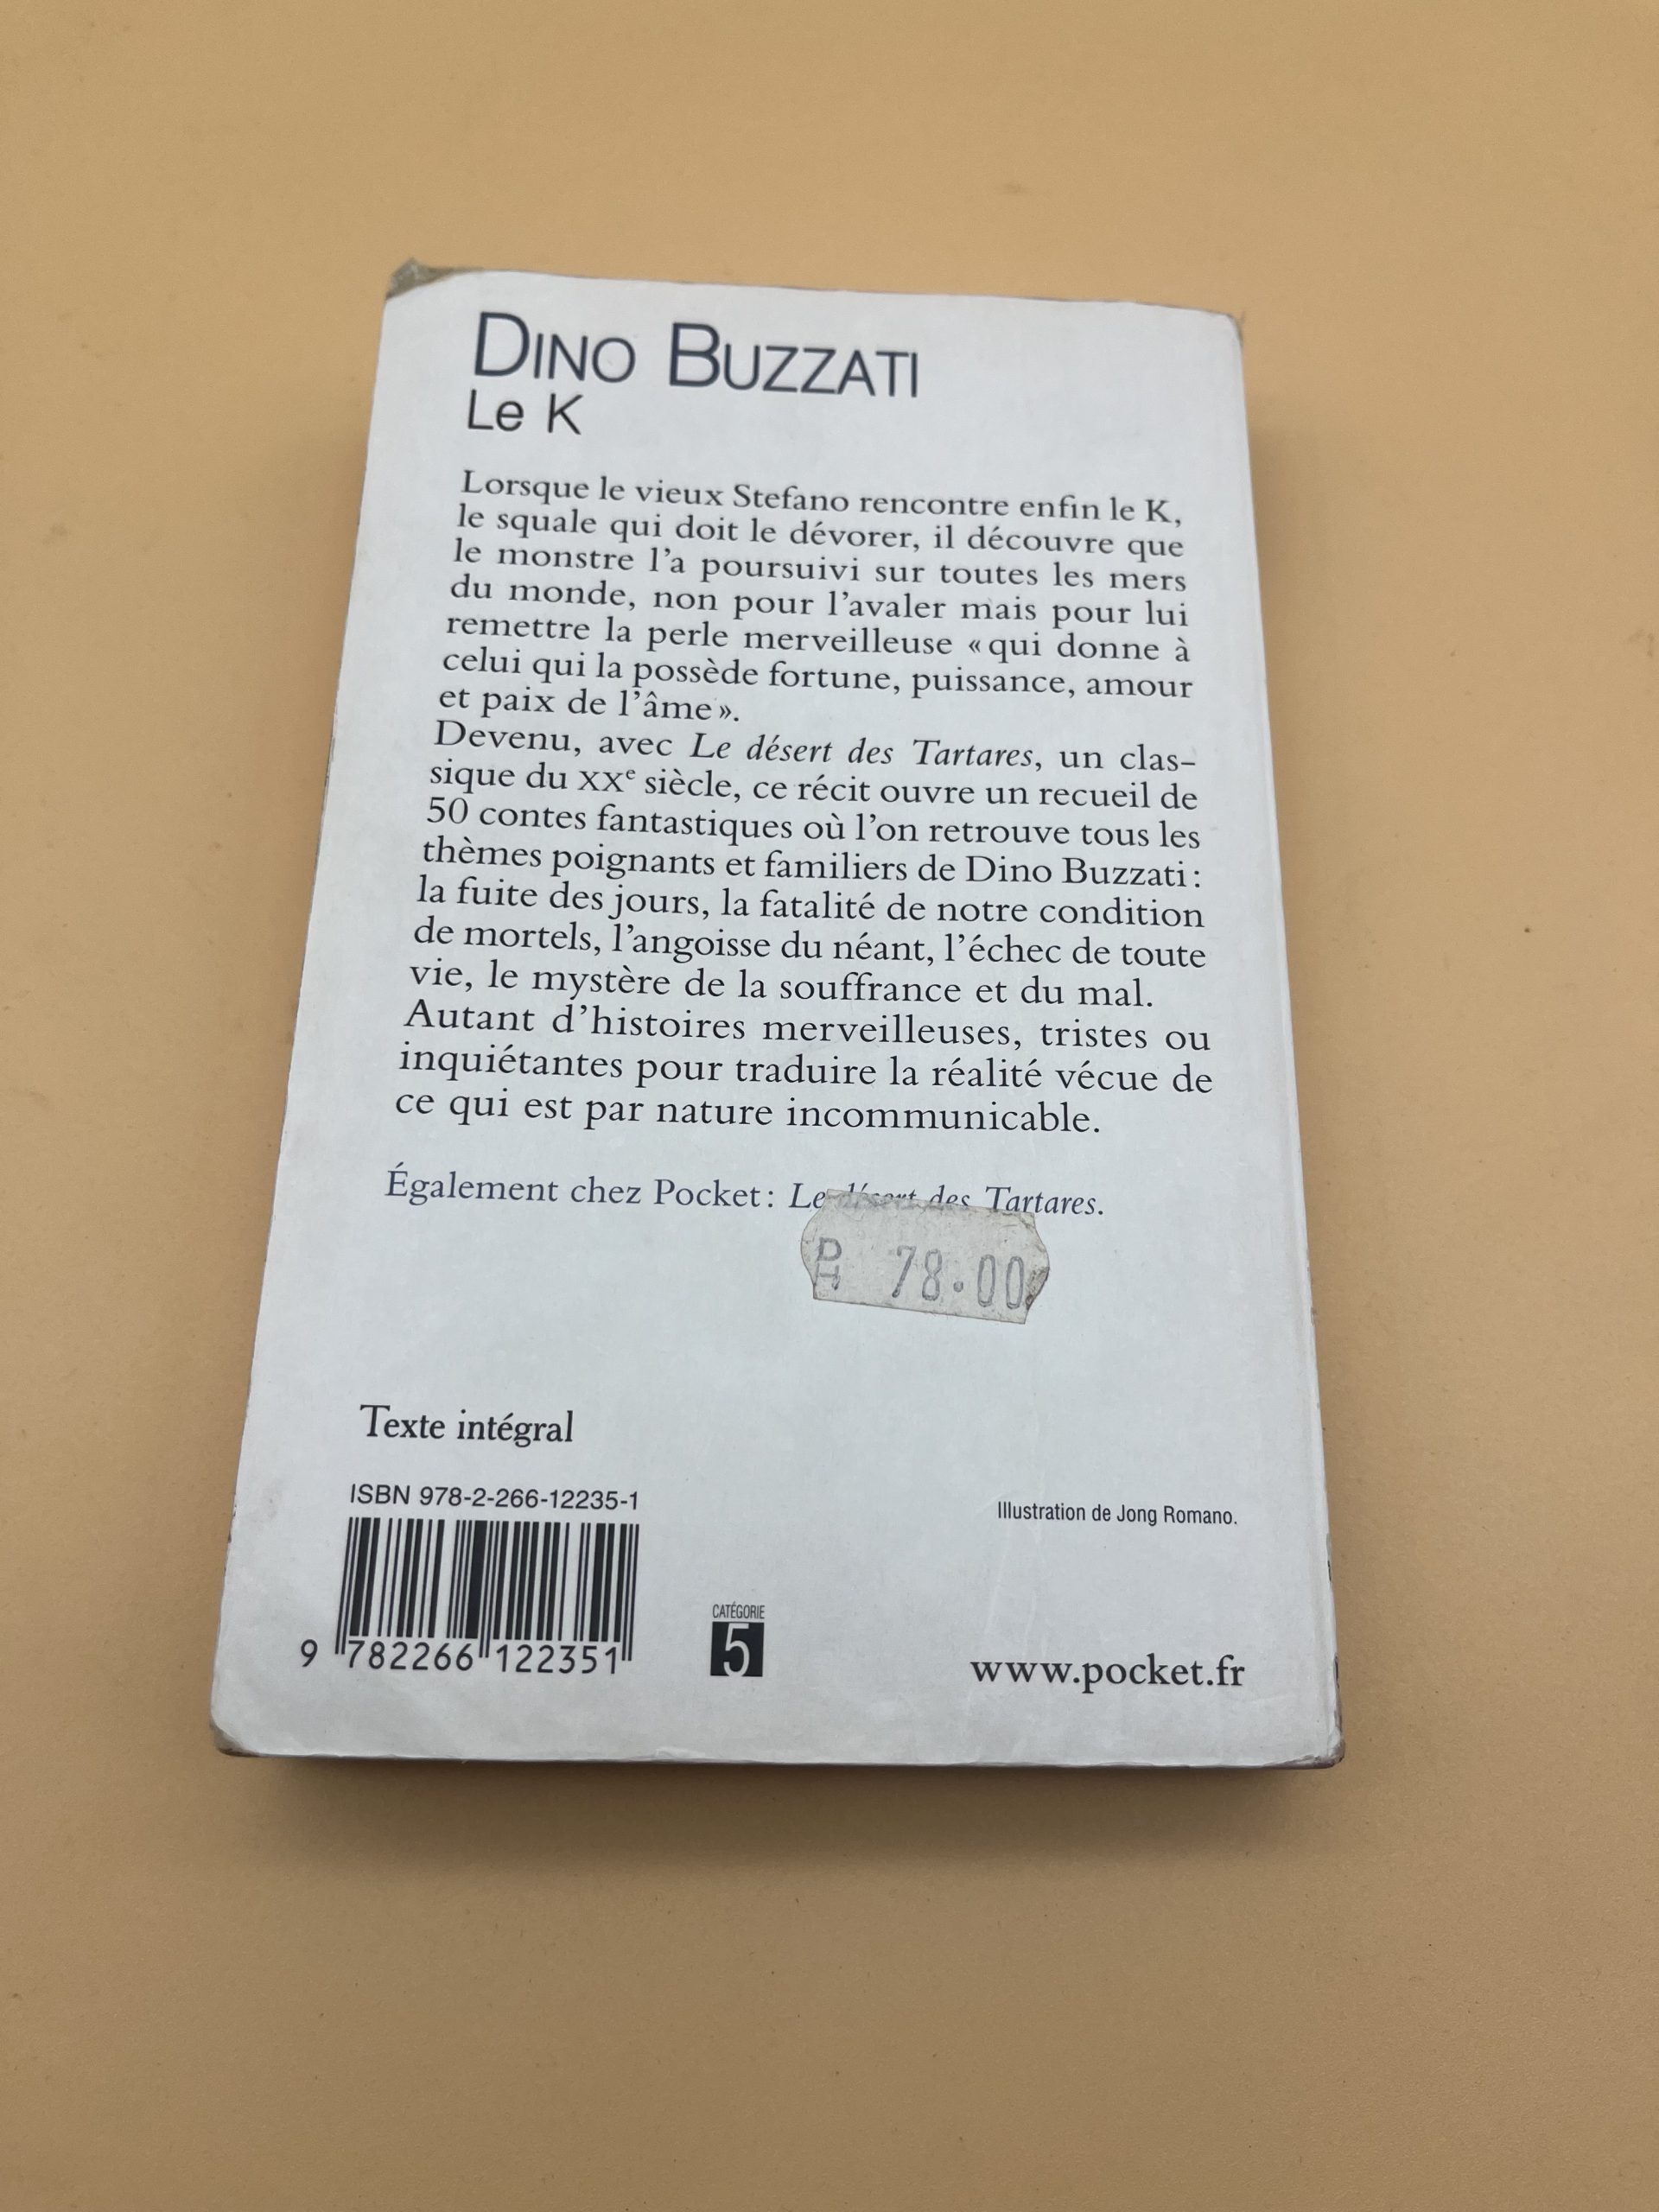 DINO BUZZATI
Le K
Lorsque le vieux Stefano rencontre enfin le K,
le squale qui doit le dévorer, il découvre que
le monstre l'a poursuivi sur toutes les mers
du monde, non pour l'avaler mais pour lui
remettre la perle merveilleuse « qui donne à
celui qui la possède fortune, puissance, amour
et paix de l'âme ».
Devenu, avec Le désert des Tartares, un clas-
sique du XXe siècle, ce récit ouvre un recueil de
50 contes fantastiques où l'on retrouve tous les
thèmes poignants et familiers de Dino Buzzati :
la fuite des jours, la fatalité de notre condition
de mortels, l'angoisse du néant, l'échec de toute
vie, le mystère de la souffrance et du mal.
Autant d'histoires merveilleuses, tristes ou
inquiétantes pour traduire la réalité vécue de
ce qui est par nature incommunicable.
Également chez Pocket : Le désert des Tartares.
78.00
Texte intégral
ISBN 978-2-266-12235-1
Illustration de Jong Romano.
9 782266 122351
CATÉGORIE
5
www.pocket.fr